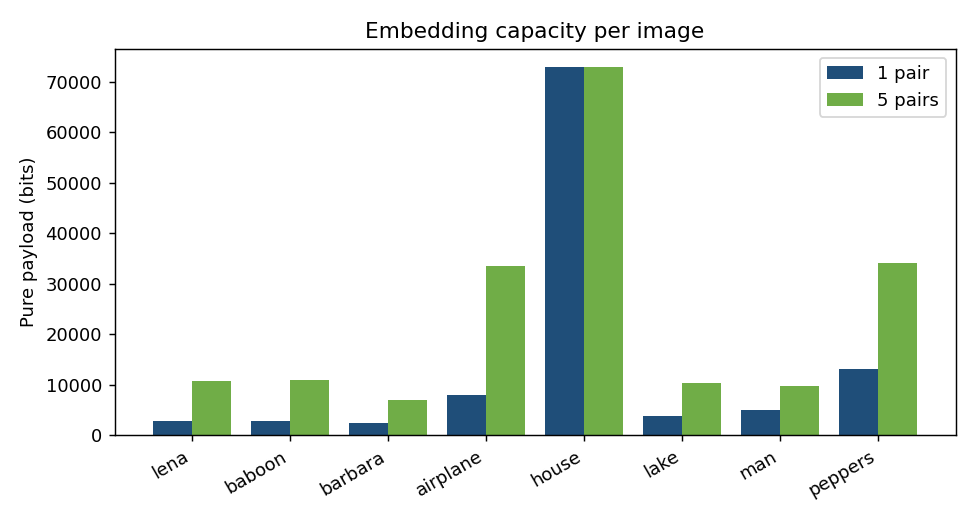 Embedding capacity per image
1 pair
5 pairs
Pure payload (bits)
70000
60000
50000
40000
30000
20000
10000
0
lena
baboon
barbara
airplane
house
lake
man
peppers